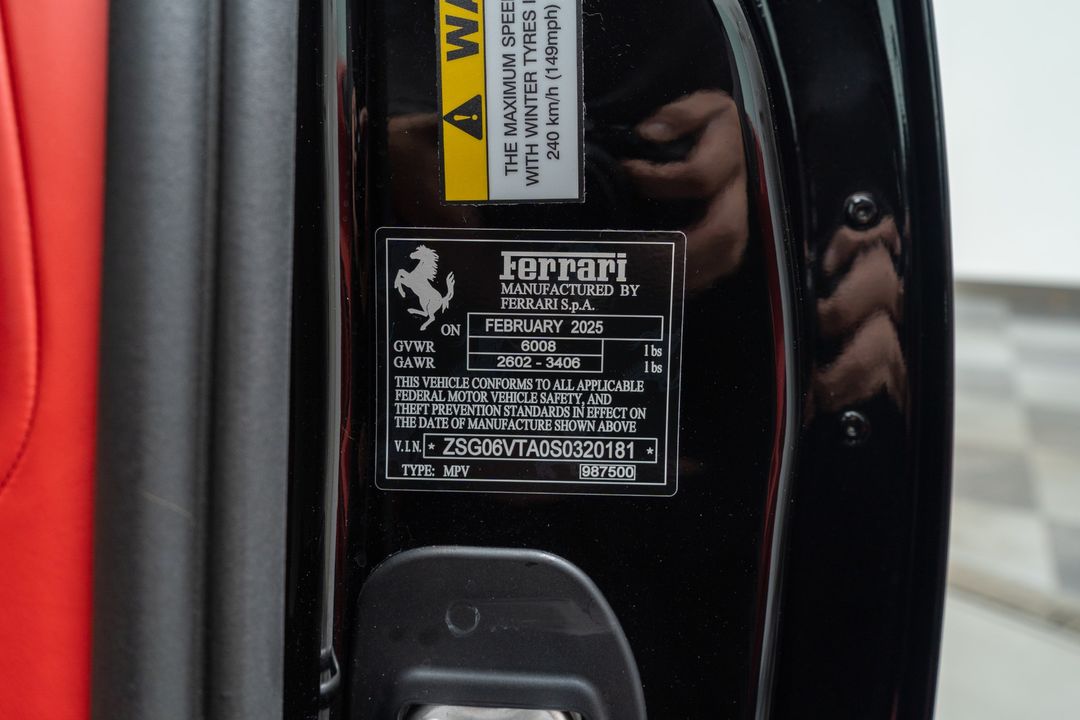 WA
THE MAXIMUM SPEE
WITH WINTER TYRES I
240 km/h (149mph)
Ferrari
MANUFACTURED BY
FERRARI S.p.A.
ON FEBRUARY 2025
GVWR 6008 lbs
GAWR 2602 - 3406 lbs
THIS VEHICLE CONFORMS TO ALL APPLICABLE
FEDERAL MOTOR VEHICLE SAFETY, AND
THEFT PREVENTION STANDARDS IN EFFECT ON
THE DATE OF MANUFACTURE SHOWN ABOVE
V.I.N. * ZSG06VTA0S0320181 *
TYPE: MPV 987500